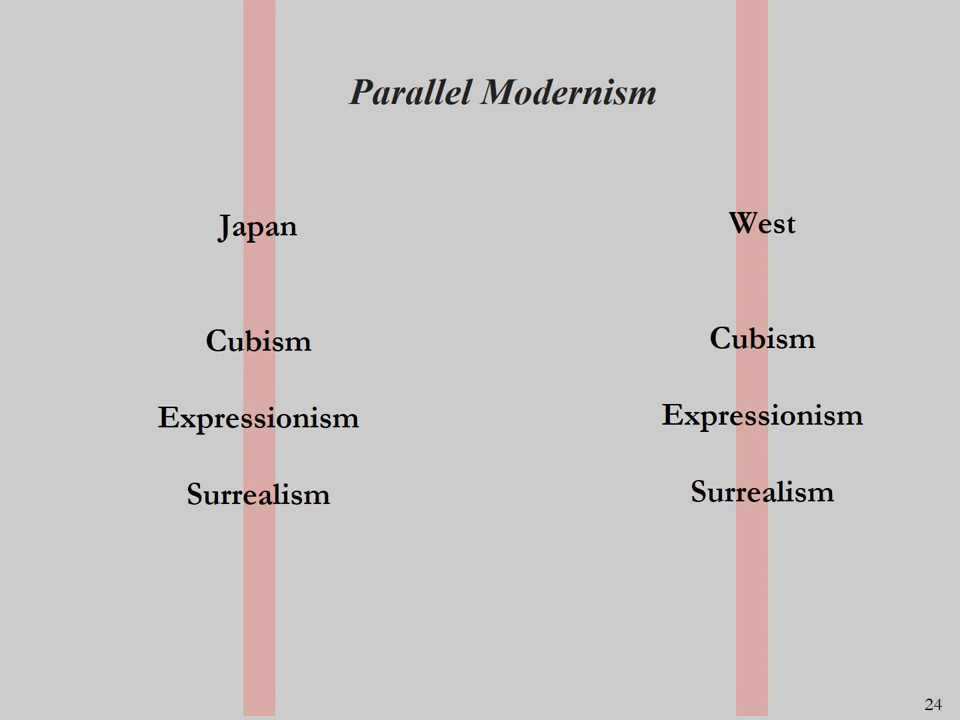 Parallel Modernism
Japan
Cubism
Expressionism
Surrealism
West
Cubism
Expressionism
Surrealism
24